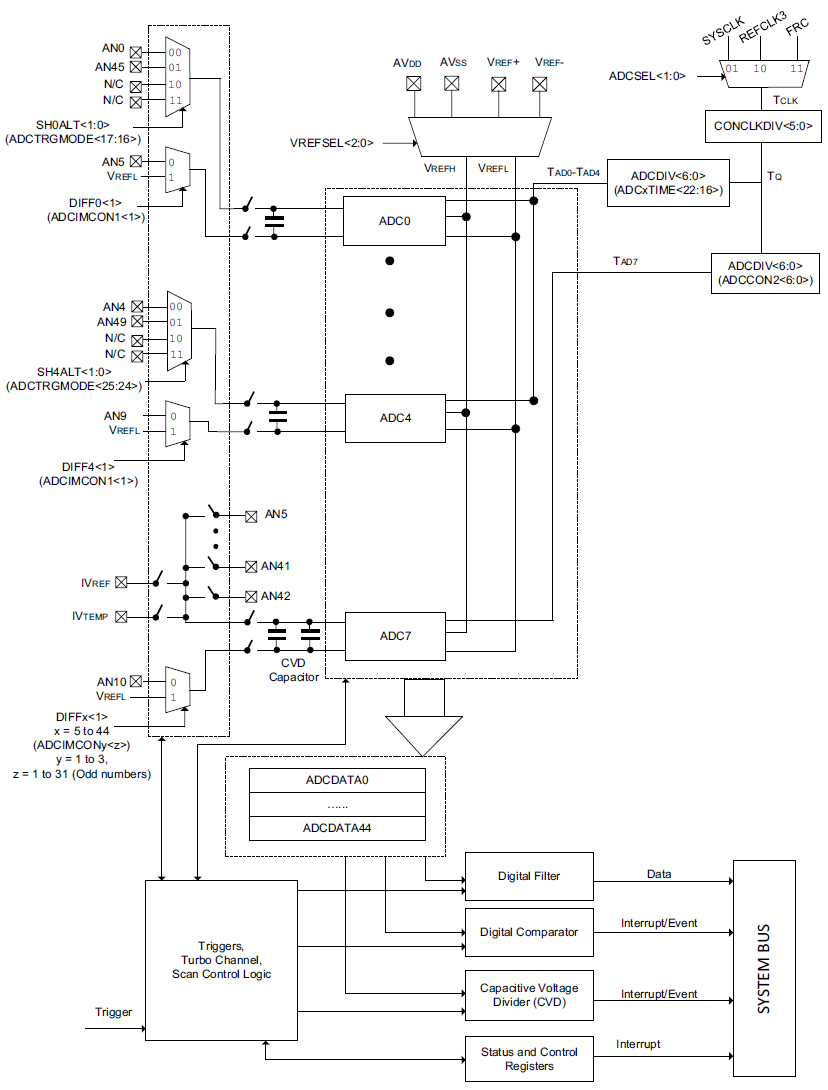 SYSCLK
REFCLK3
FRC
ADCSEL<1:0>
01 10 11
TCLK
CONCLKDIV<5:0>
TQ
AN0
AN45
N/C
N/C
00
01
10
11
SH0ALT<1:0>
(ADCTRGMODE<17:16>)
AN5
VREFL
0
1
DIFF0<1>
(ADCIMCON1<1>)
AVDD
AVSS
VREF+
VREF-
VREFSEL<2:0>
VREFH
VREFL
TAD0-TAD4
ADCDIV<6:0>
(ADCxTIME<22:16>)
ADC0
TAD7
ADCDIV<6:0>
(ADCCON2<6:0>)
AN4
AN49
N/C
N/C
00
01
10
11
SH4ALT<1:0>
(ADCTRGMODE<25:24>)
AN9
VREFL
0
1
DIFF4<1>
(ADCIMCON1<1>)
ADC4
AN5
AN41
AN42
IVREF
IVTEMP
ADC7
CVD
Capacitor
AN10
VREFL
0
1
DIFFx<1>
x = 5 to 44
(ADCIMCONy<z>)
y = 1 to 3,
z = 1 to 31 (Odd numbers)
ADCDATA0
......
ADCDATA44
Triggers,
Turbo Channel,
Scan Control Logic
Trigger
Digital Filter
Data
Digital Comparator
Interrupt/Event
Capacitive Voltage
Divider (CVD)
Interrupt/Event
Status and Control
Registers
Interrupt
SYSTEM BUS